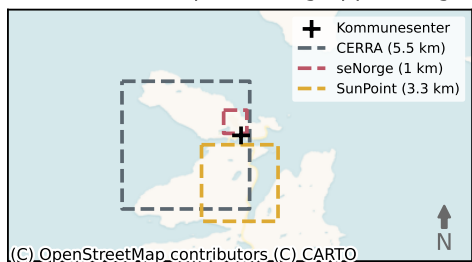 Kommunesenter
CERRA (5.5 km)
seNorge (1 km)
SunPoint (3.3 km)
N
(C) OpenStreetMap contributors (C) CARTO